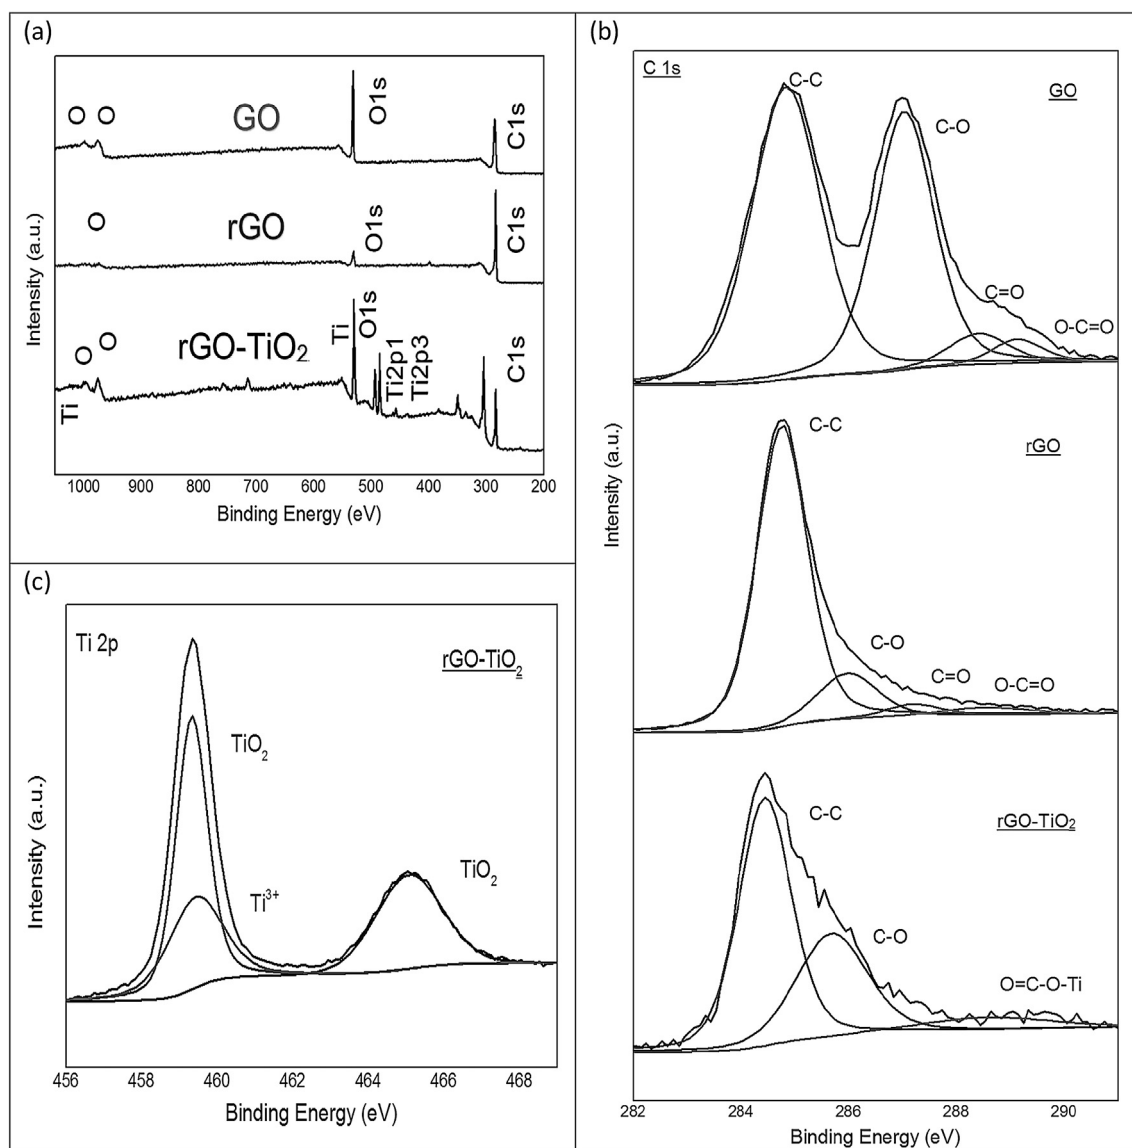 (a)
O O
GO
O1s
C1s
O
rGO
O1s
C1s
O
O
rGO-TiO₂
Ti
O1s
Ti2p1
Ti2p3
C1s
Ti
Intensity (a.u.)
1000 900 800 700 600 500 400 300 200
Binding Energy (eV)
(b)
C 1s
GO
C-C
C-O
C=O
O-C=O
rGO
C-C
C-O
C=O
O-C=O
Intensity (a.u.)
rGO-TiO₂
C-C
C-O
O=C-O-Ti
282 284 286 288 290
Binding Energy (eV)
(c)
Ti 2p
rGO-TiO₂
TiO₂
Ti³⁺
TiO₂
Intensity (a.u.)
456 458 460 462 464 466 468
Binding Energy (eV)